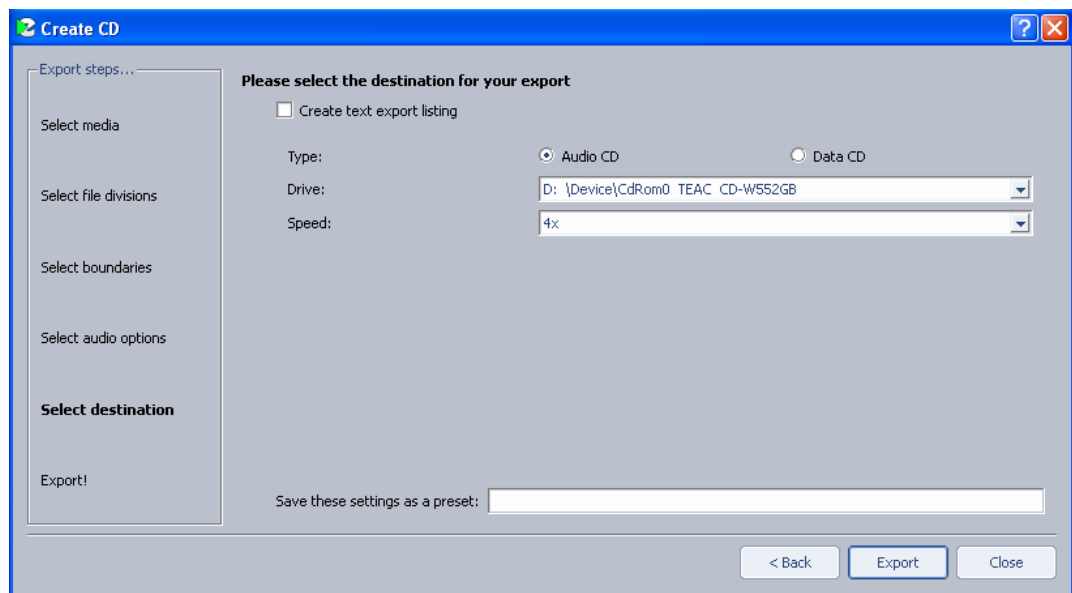 Create CD
Export steps...
Select media
Select file divisions
Select boundaries
Select audio options
Select destination
Export!
Please select the destination for your export
Create text export listing
Type: Audio CD Data CD
Drive: D: \Device\CdRom0 TEAC CD-W552GB
Speed: 4x
Save these settings as a preset:
< Back Export Close